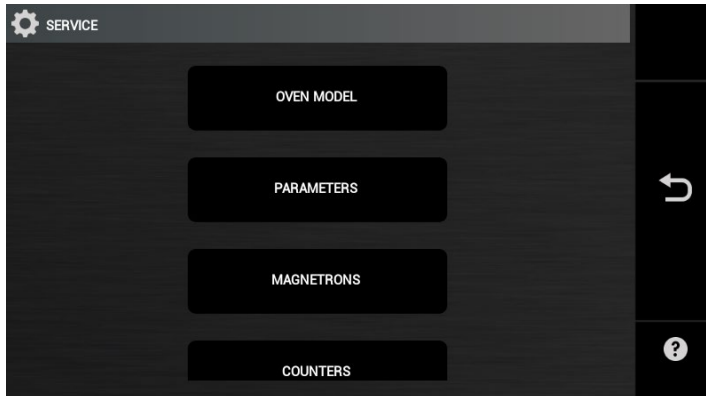 SERVICE
OVEN MODEL
PARAMETERS
MAGNETRONS
COUNTERS
?